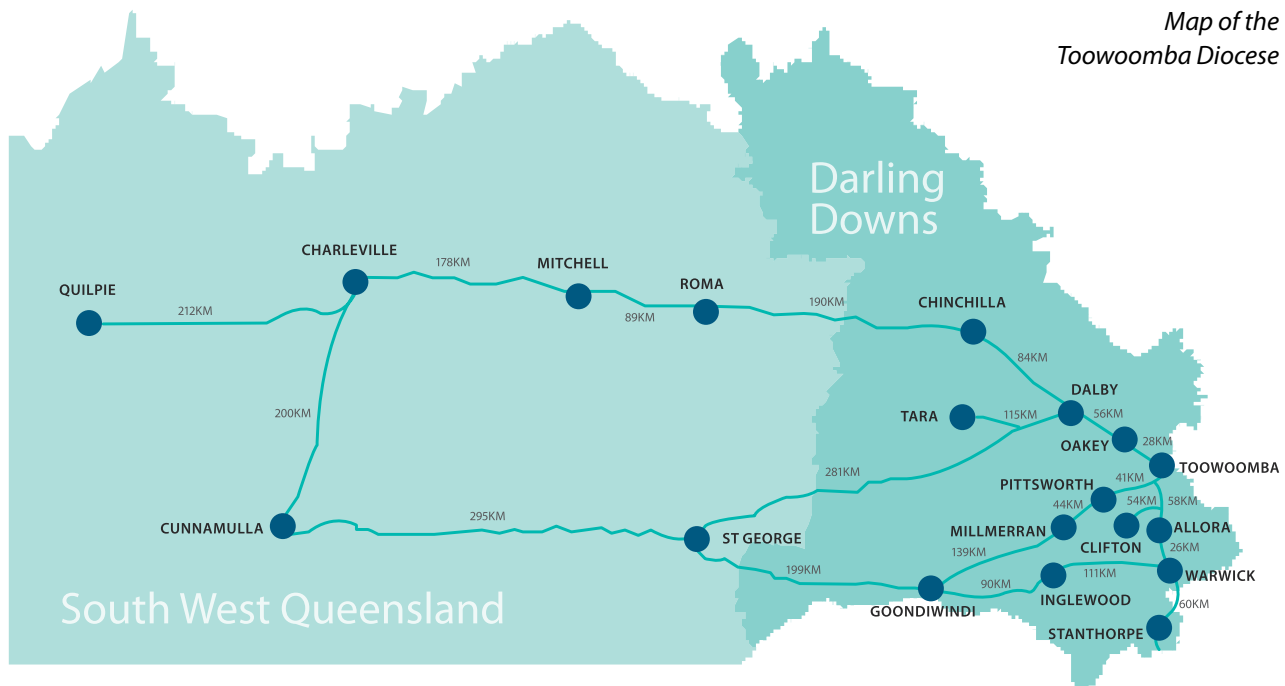 Map of the
Toowoomba Diocese
Darling
Downs
CHARLEVILLE
178KM
MITCHELL
QUILPIE
ROMA
212KM
89KM
190KM
CHINCHILLA
84KM
DALBY
200KM
TARA
115KM
56KM
OAKEY
28KM
TOOWOOMBA
281KM
PITTSWORTH
41KM
44KM
54KM
58KM
CUNNAMULLA
295KM
ST GEORGE
MILLMERRAN
CLIFTON
ALLORA
139KM
26KM
199KM
90KM
111KM
WARWICK
South West Queensland
GOONDIWINDI
INGLEWOOD
60KM
STANTHORPE